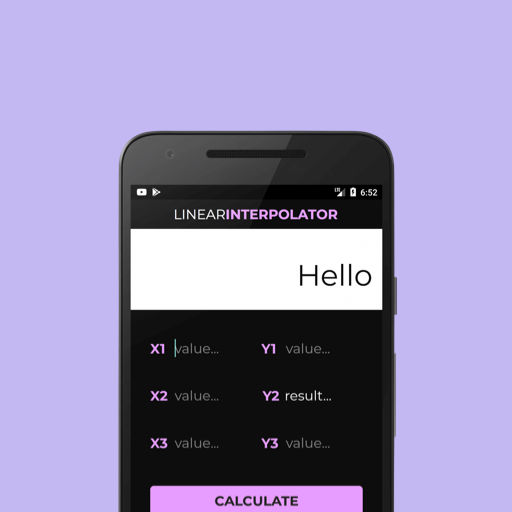 LTE 6:52
LINEARINTERPOLATOR
Hello
X1 value... Y1 value...
X2 value... Y2 result...
X3 value... Y3 value...
CALCULATE